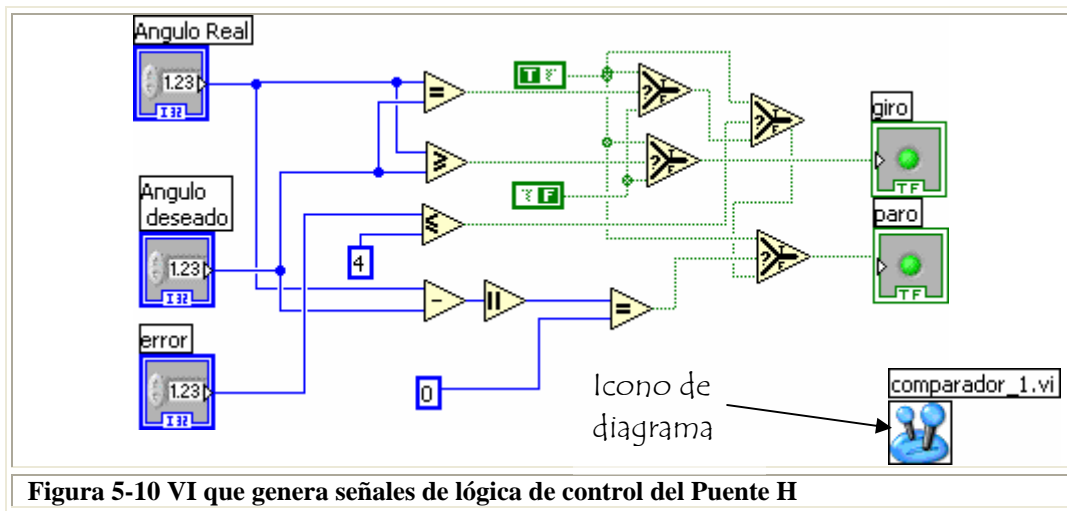 Angulo Real
1.23
I32
=
T
T
F
?
giro
T
F
?
≥
T
F
?
TF
Angulo
deseado
1.23
I32
F
≤
4
paro
T
F
?
TF
-
||
=
error
1.23
I32
0
Icono de
diagrama
comparador_1.vi
Figura 5-10 VI que genera señales de lógica de control del Puente H